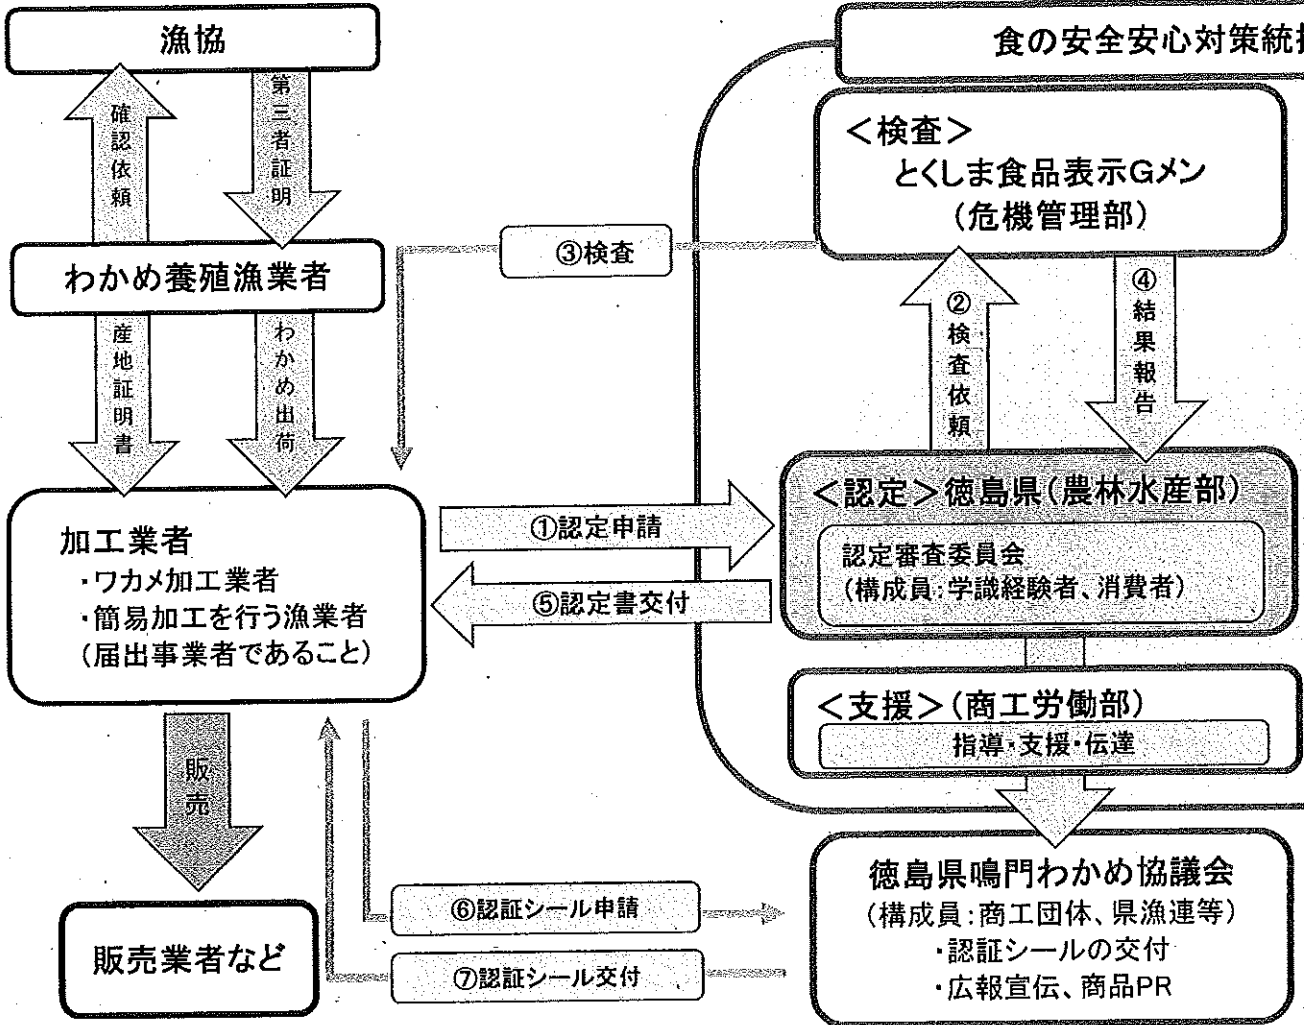 漁協
確認依頼
第三者証明
わかめ養殖漁業者
産地証明書
わかめ出荷
加工業者
・ワカメ加工業者
・簡易加工を行う漁業者
(届出事業者であること)
販売
販売業者など
③検査
①認定申請
⑤認定書交付
⑥認証シール申請
⑦認証シール交付
食の安全安心対策統
<検査>
とくしま食品表示Gメン
(危機管理部)
②検査依頼
④結果報告
<認定>徳島県(農林水産部)
認定審査委員会
(構成員:学識経験者、消費者)
<支援>(商工労働部)
指導・支援・伝達
徳島県鳴門わかめ協議会
(構成員:商工団体、県漁連等)
・認証シールの交付
・広報宣伝、商品PR